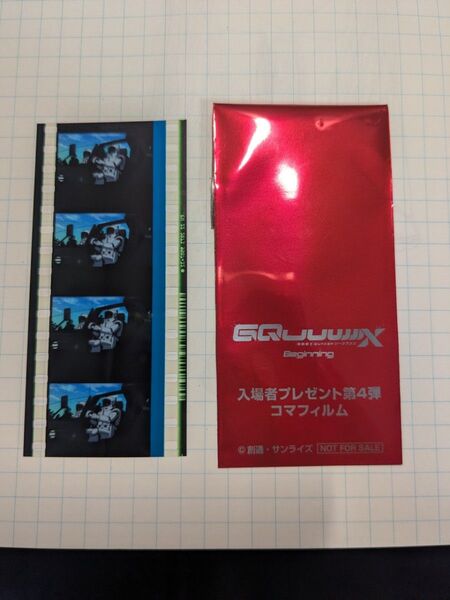 GQuuuuuuX
Beginning
入場者プレゼント第4弾
コマフィルム
©創通・サンライズ NOT FOR SALE